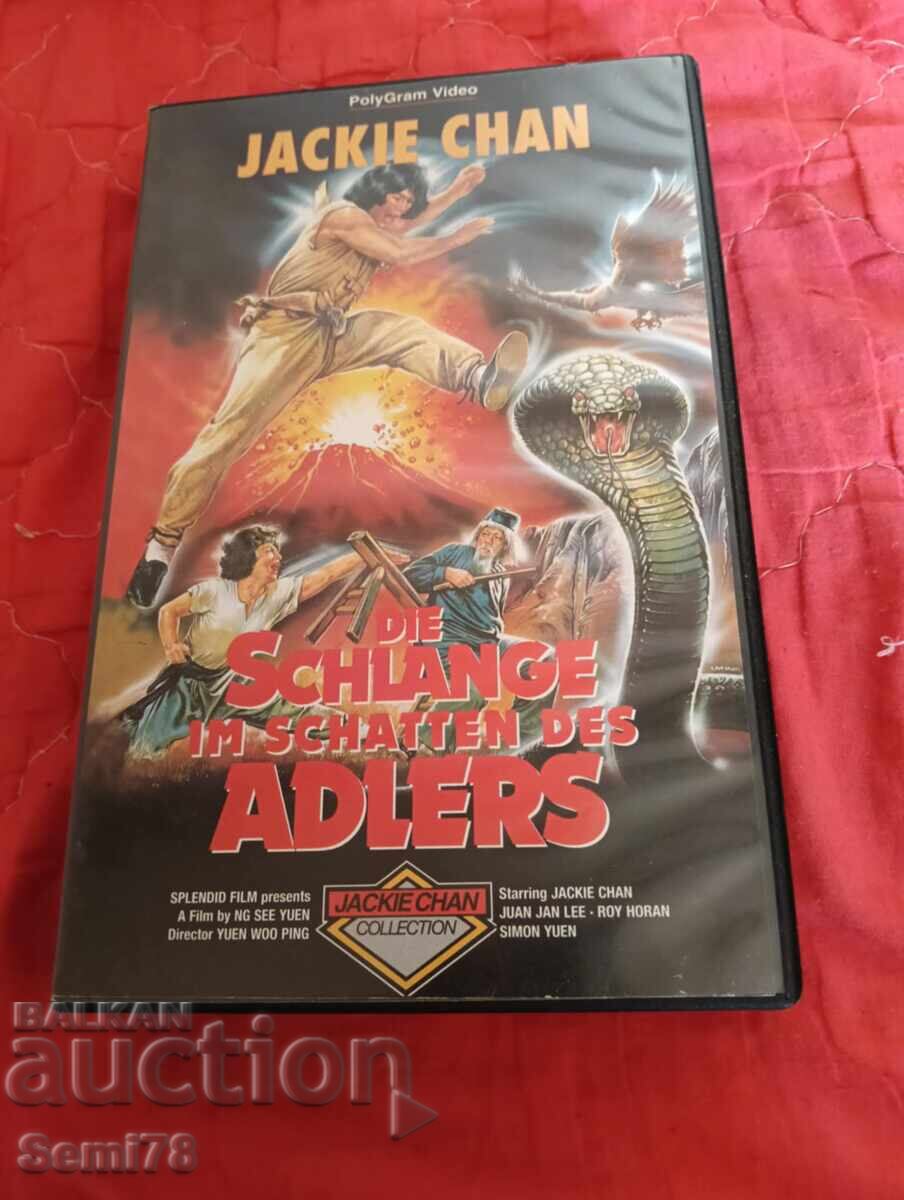 PolyGram Video
JACKIE CHAN
DIE
SCHLANGE
IM SCHATTEN DES
ADLERS
SPLENDID FILM presents
A Film by NG SEE YUEN
Director YUEN WOO PING
JACKIE CHAN
COLLECTION
Starring JACKIE CHAN
JUAN JAN LEE · ROY HORAN
SIMON YUEN
BALKAN
auction
Semi78